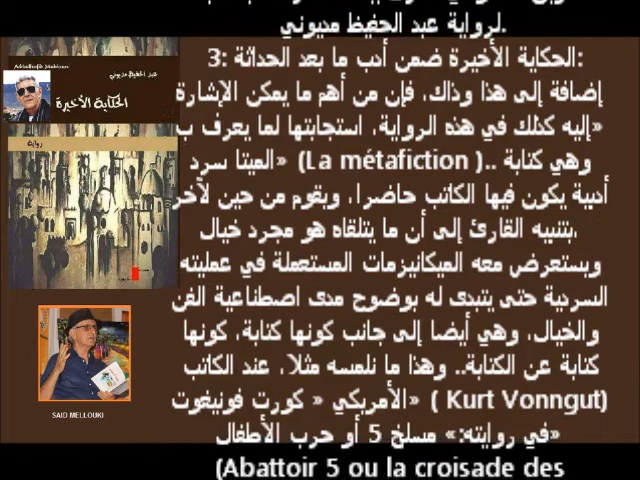 لرواية عبد الحفيظ مديوني.
3: الحكاية الأخيرة ضمن أدب ما بعد الحداثة:
إضافة إلى هذا وذاك، فإن من أهم ما يمكن الإشارة
إليه كذلك في هذه الرواية، استجابتها لما يعرف ب»
الميتا سرد« (La métafiction ).. وهي كتابة
أدبية يكون فيها الكاتب حاضرا، ويقوم من حين لآخر
بتنبيه القارئ إلى أن ما يتلقاه هو مجرد خيال،
ويستعرض معه الميكانيزمات المستعملة في عمليته
السردية حتى يتبدى له بوضوح مدى اصطناعية الفن
والخيال، وهي أيضا إلى جانب كونها كتابة، كونها
كتابة عن الكتابة.. وهذا ما نلمسه مثلا، عند الكاتب
الأمريكي « كورت فونيغوت« ( Kurt Vonngut)
في روايته:» مسلخ 5 أو حرب الأطفال«
(Abattoir 5 ou la croisade des
عبد الحفيظ مديوني
الحكاية الأخيرة
رواية
SAID MELLOUKI